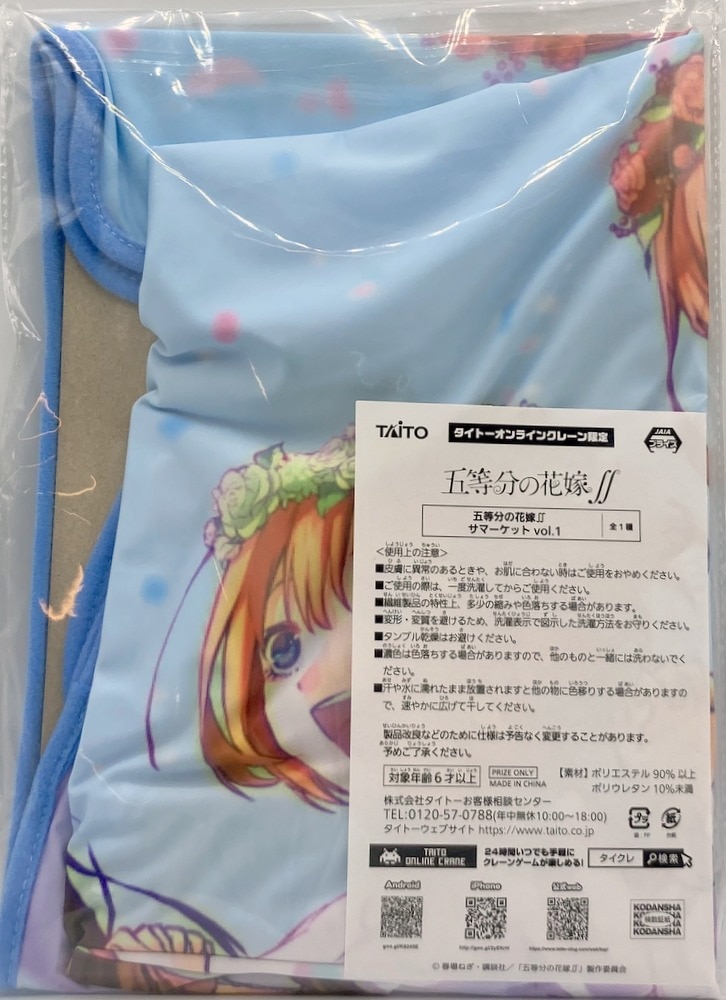 TAITO タイトーオンラインクレーン限定 JAIA プライズ
五等分の花嫁∬
五等分の花嫁∬
サマーケット vol.1 全1種
<使用上の注意>
■皮膚に異常のあるときや、お肌に合わない時はご使用をおやめください。
■ご使用の際は、一度洗濯してからご使用ください。
■繊維製品の特性上、多少の縮みや色落ちする場合があります。
■変形・変質を避けるため、洗濯表示で図示した洗濯方法をお守りください。
■タンブル乾燥はお避けください。
■濃色は色落ちする場合がありますので、他のものと一緒には洗わないでく
ださい。
■汗や水に濡れたまま放置されますと他の物に色移りする場合がありますの
で、速やかに広げて干してください。
製品改良などのために仕様は予告なく変更することがあります。
予めご了承ください。
対象年齢6才以上 PRIZE ONLY MADE IN CHINA 【素材】ポリエステル 90%以上
ポリウレタン 10%未満
株式会社タイトーお客様相談センター
TEL:0120-57-0788(年中無休10:00〜18:00)
タイトーウェブサイト https://www.taito.co.jp
プラ 紙
TAITO ONLINE CRANE 24時間いつでも手軽に クレーンゲームが楽しめる! タイクレ 検索
Android iPhone 公式web
KODANSHA
KODANSHA
© 春場ねぎ・講談社/「五等分の花嫁∬」製作委員会